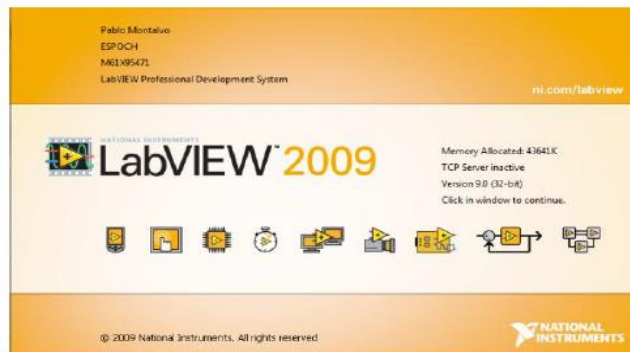 Pablo Montalvo
ESPOCH
M61X95471
LabVIEW Professional Development System
ni.com/labview
NATIONAL INSTRUMENTS
LabVIEW™ 2009
Memory Allocated: 43641K
TCP Server inactive
Version 9.0 (32-bit)
Click in window to continue.
© 2009 National Instruments. All rights reserved
NATIONAL
INSTRUMENTS